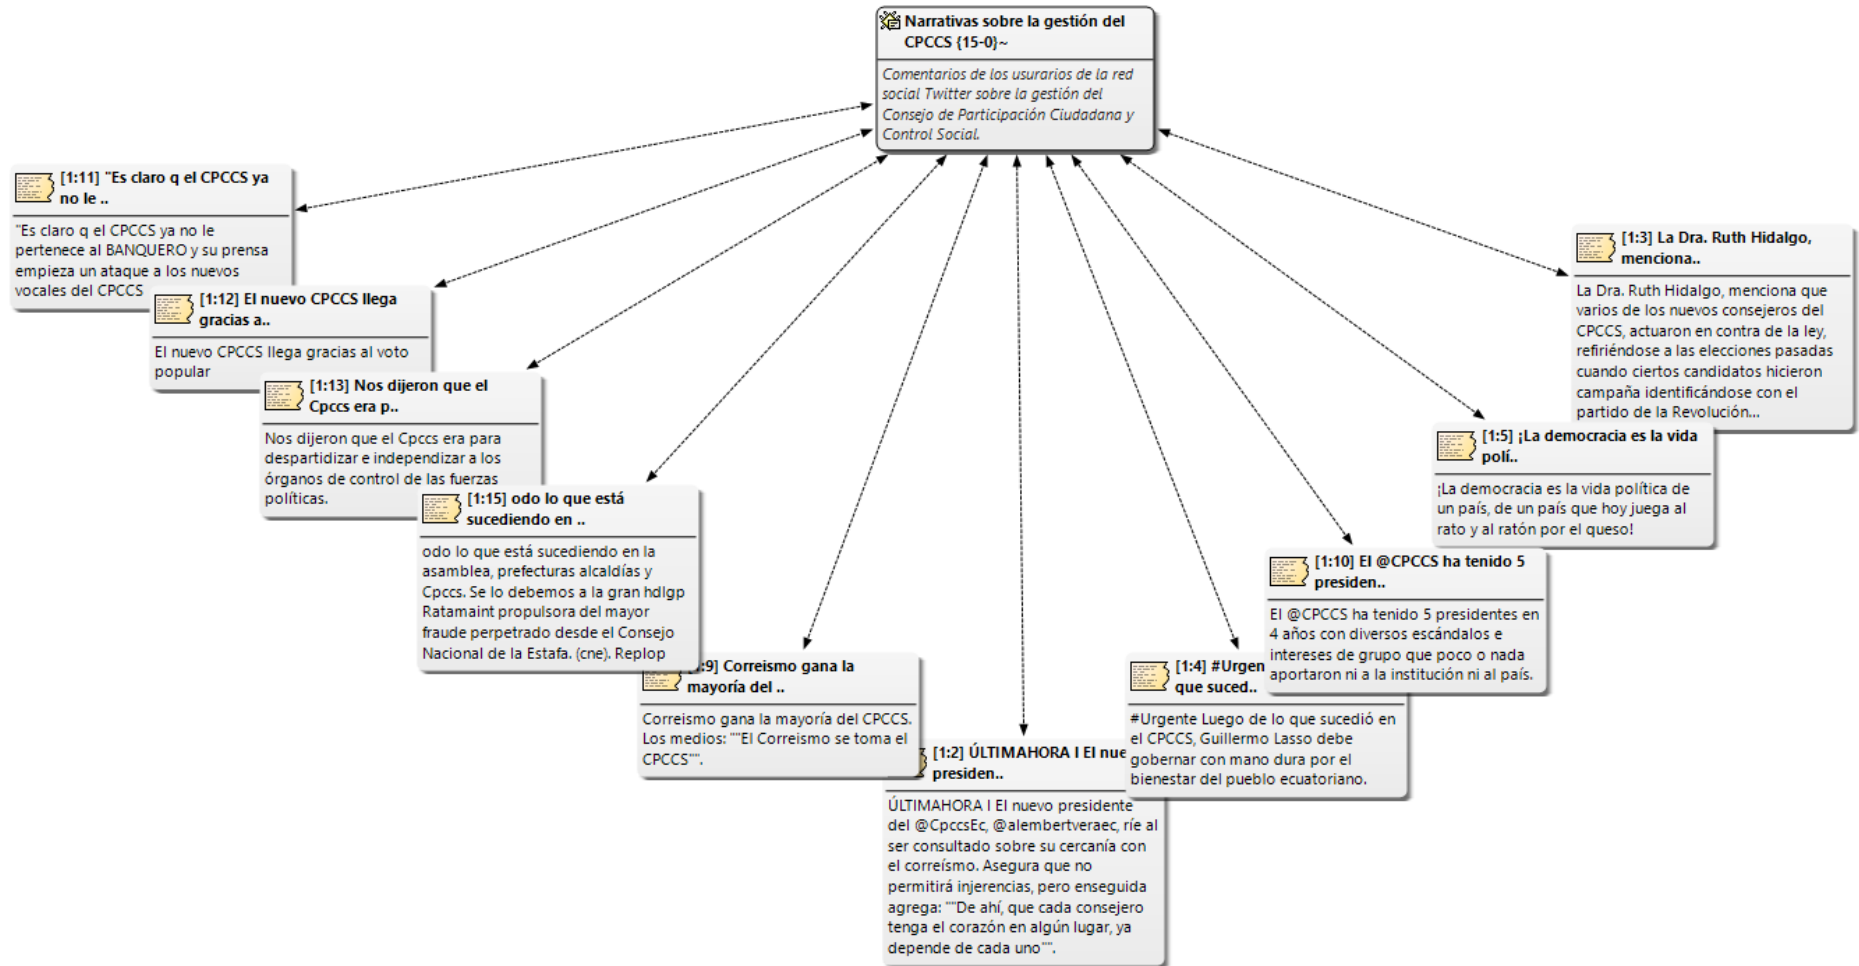 Narrativas sobre la gestión del
CPCCS {15-0}~
Comentarios de los usurarios de la red
social Twitter sobre la gestión del
Consejo de Participación Ciudadana y
Control Social.
[1:11] "Es claro q el CPCCS ya
no le ..
"Es claro q el CPCCS ya no le
pertenece al BANQUERO y su prensa
empieza un ataque a los nuevos
vocales del CPCCS
[1:12] El nuevo CPCCS llega
gracias a..
El nuevo CPCCS llega gracias al voto
popular
[1:13] Nos dijeron que el
Cpccs era p..
Nos dijeron que el Cpccs era para
despartidizar e independizar a los
órganos de control de las fuerzas
políticas.
[1:15] odo lo que está
sucediendo en ..
odo lo que está sucediendo en la
asamblea, prefecturas alcaldías y
Cpccs. Se lo debemos a la gran hdlgp
Ratamaint propulsora del mayor
fraude perpetrado desde el Consejo
Nacional de la Estafa. (cne). Replop
:9] Correismo gana la
mayoría del ..
Correismo gana la mayoría del CPCCS.
Los medios: ""El Correismo se toma el
CPCCS"".
[1:2] ÚLTIMAHORA I El nue
presiden..
ÚLTIMAHORA I El nuevo presidente
del @CpccsEc, @alembertveraec, ríe al
ser consultado sobre su cercanía con
el correísmo. Asegura que no
permitirá injerencias, pero enseguida
agrega: ""De ahí, que cada consejero
tenga el corazón en algún lugar, ya
depende de cada uno"".
[1:4] #Urgen
que suced..
#Urgente Luego de lo que sucedió en
el CPCCS, Guillermo Lasso debe
gobernar con mano dura por el
bienestar del pueblo ecuatoriano.
[1:10] El @CPCCS ha tenido 5
presiden..
El @CPCCS ha tenido 5 presidentes en
4 años con diversos escándalos e
intereses de grupo que poco o nada
aportaron ni a la institución ni al país.
[1:5] ¡La democracia es la vida
polí..
¡La democracia es la vida política de
un país, de un país que hoy juega al
rato y al ratón por el queso!
[1:3] La Dra. Ruth Hidalgo,
menciona..
La Dra. Ruth Hidalgo, menciona que
varios de los nuevos consejeros del
CPCCS, actuaron en contra de la ley,
refiriéndose a las elecciones pasadas
cuando ciertos candidatos hicieron
campaña identificándose con el
partido de la Revolución...